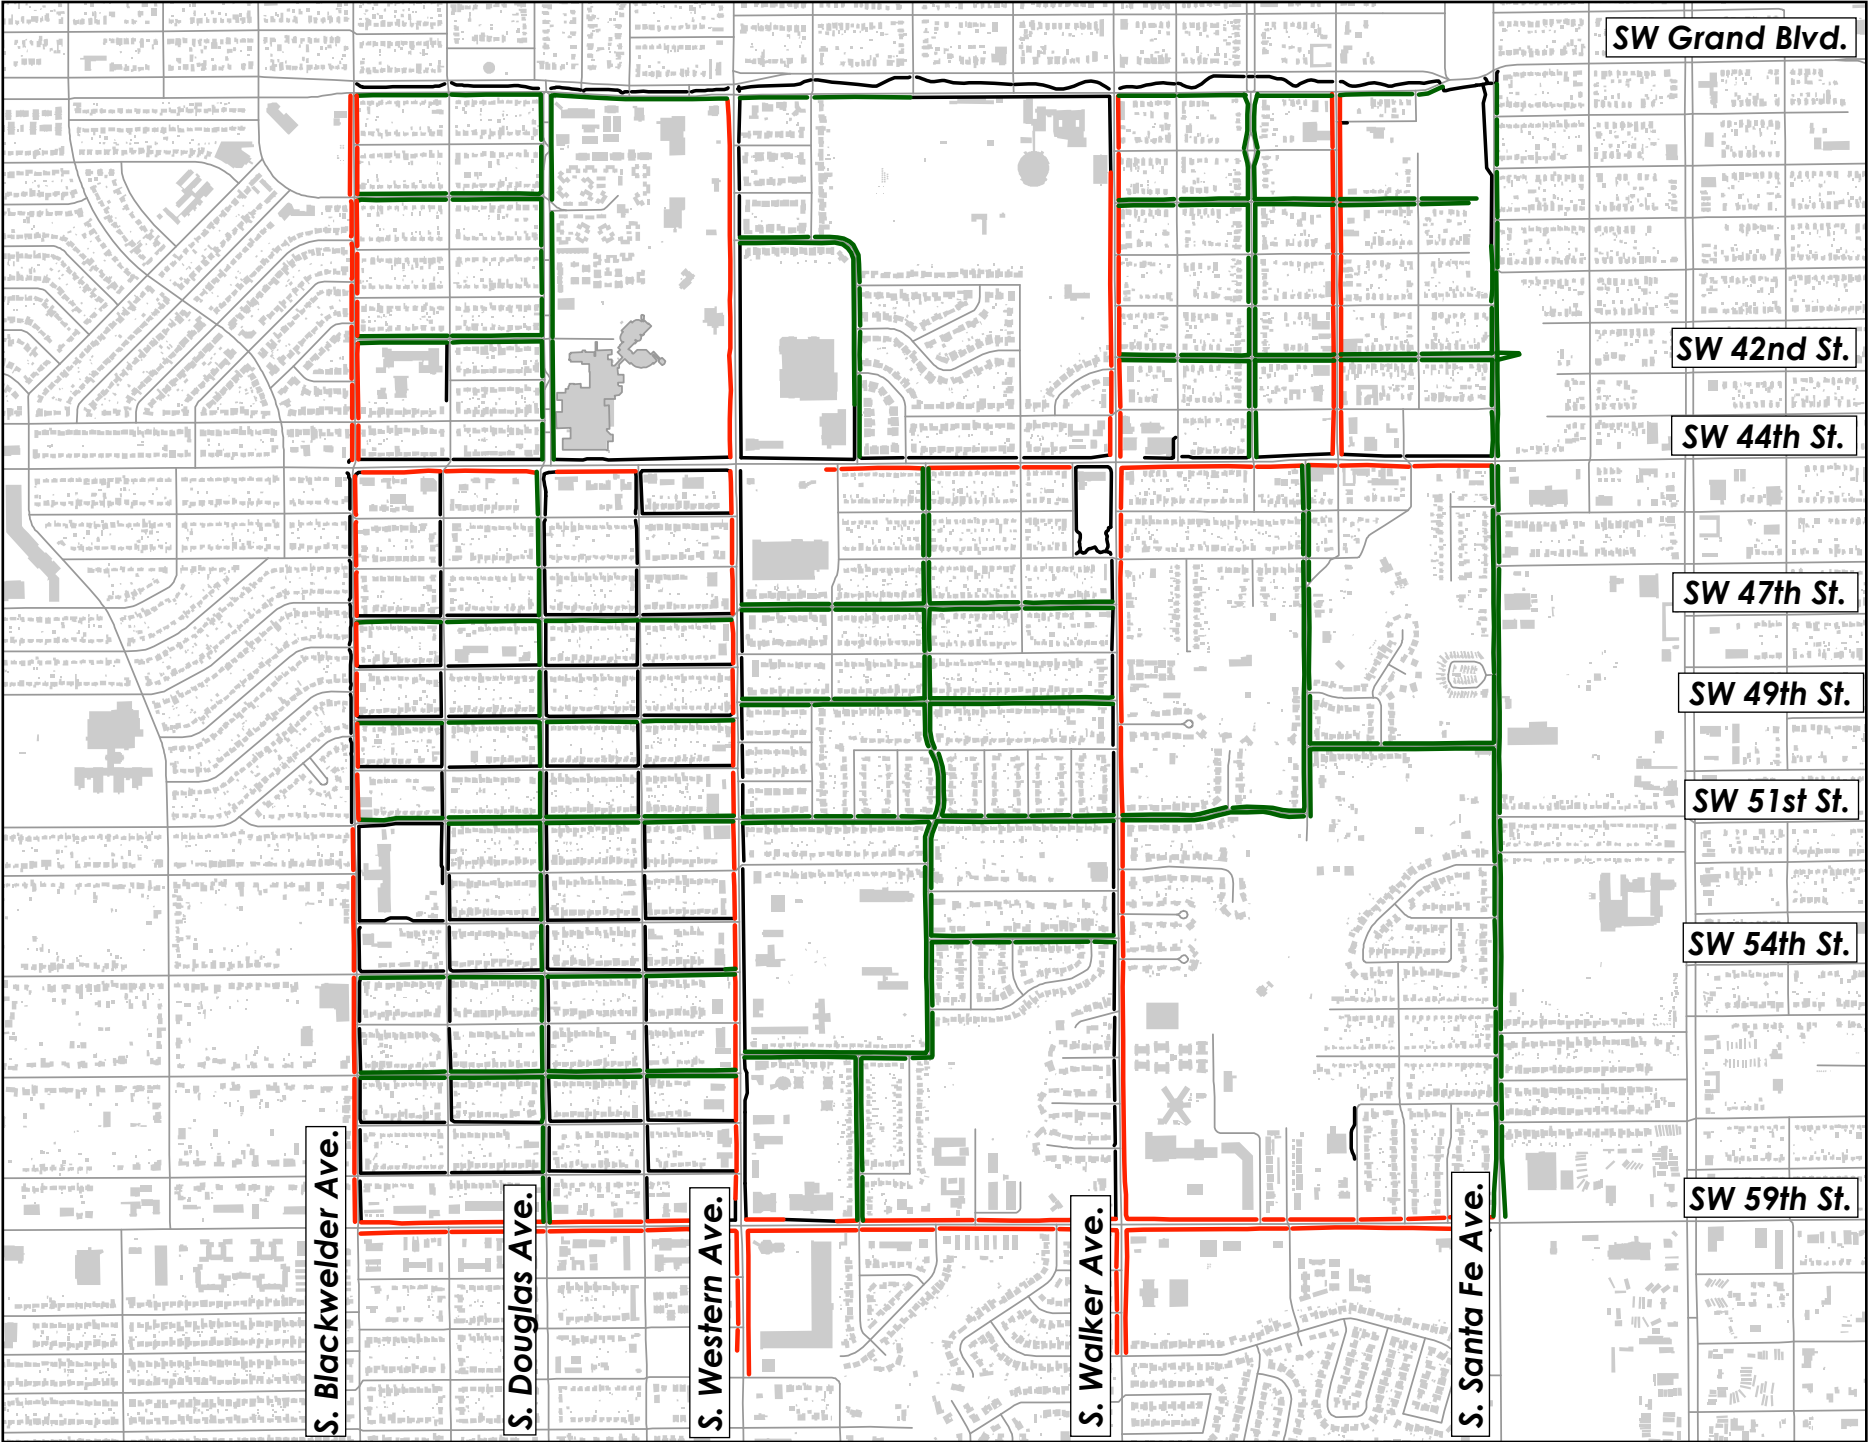 SW Grand Blvd.
SW 42nd St.
SW 44th St.
SW 47th St.
SW 49th St.
SW 51st St.
SW 54th St.
SW 59th St.
S. Blackwelder Ave.
S. Douglas Ave.
S. Western Ave.
S. Walker Ave.
S. Santa Fe Ave.